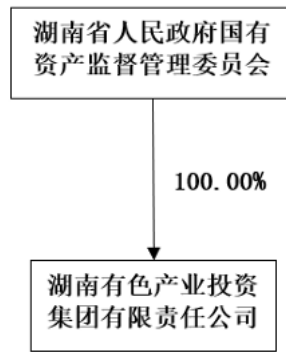 湖南省人民政府国有
资产监督管理委员会
100.00%
湖南有色产业投资
集团有限责任公司